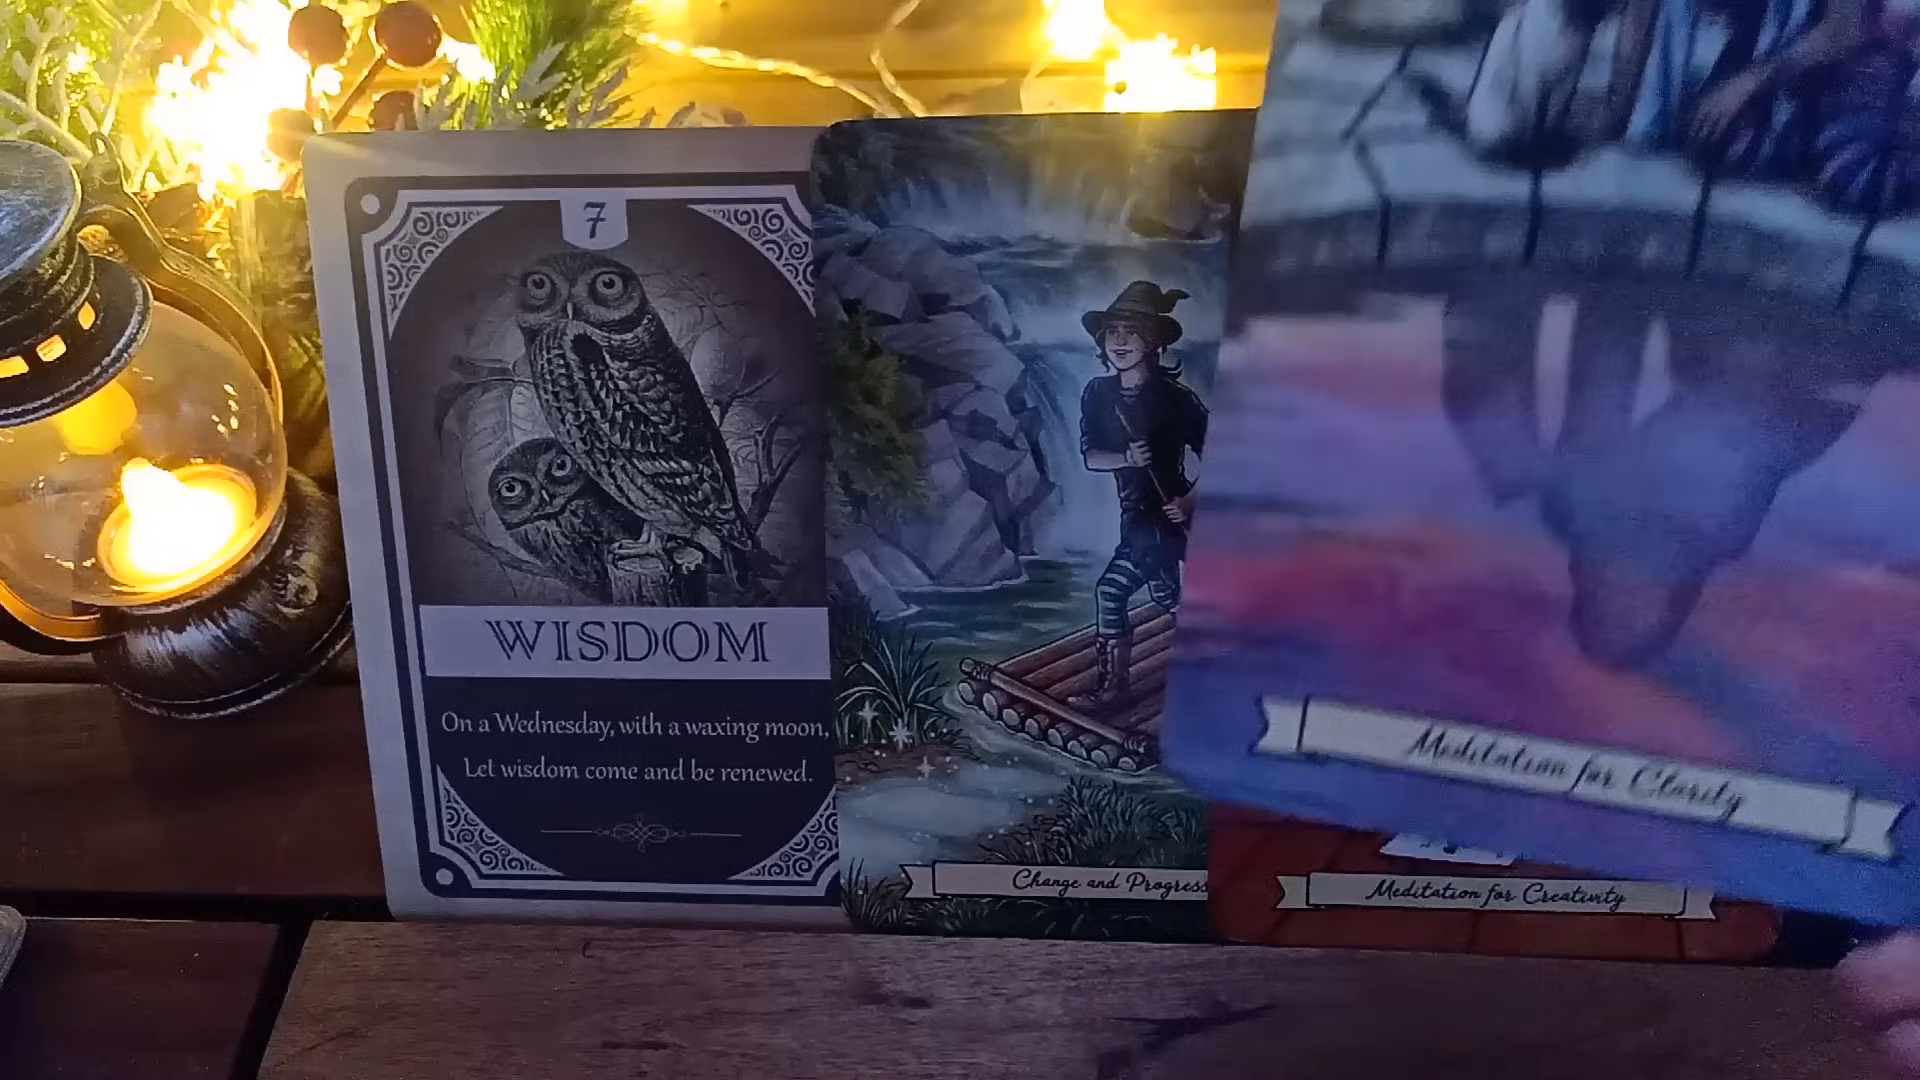 7
WISDOM
On a Wednesday, with a waxing moon,
Let wisdom come and be renewed.
Change and Progress
Meditation for Creativity
Meditation for Clarity